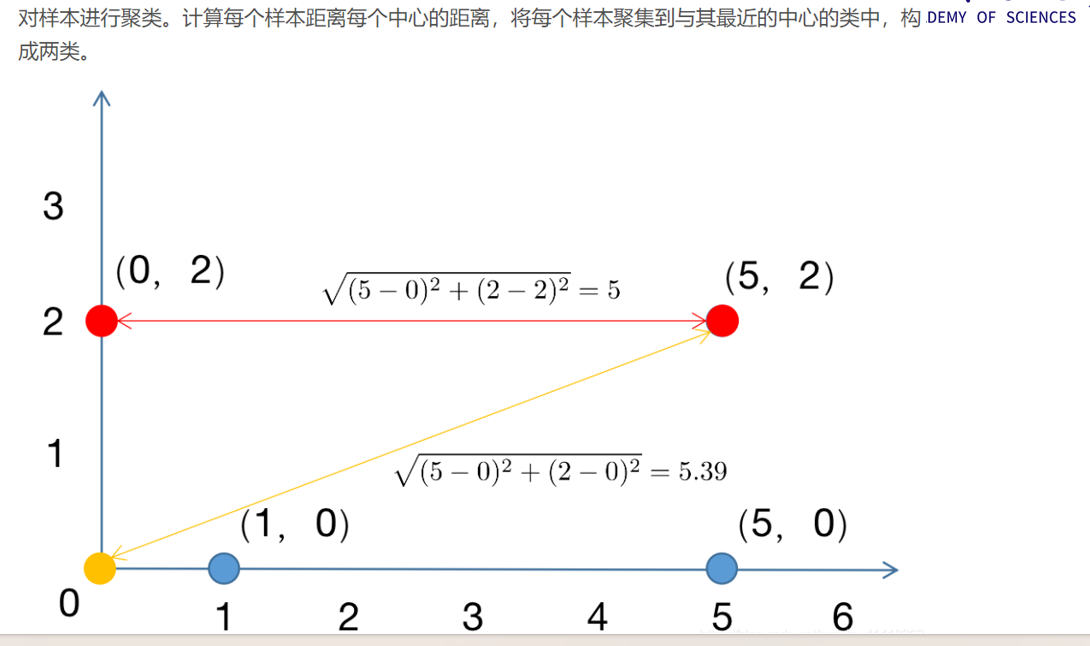 对样本进行聚类。计算每个样本距离每个中心的距离，将每个样本聚集到与其最近的中心的类中，构
DEMY OF SCIENCES
成两类。
3
(0, 2)
√(5 − 0)² + (2 − 2)² = 5
(5, 2)
2
1
√(5 − 0)² + (2 − 0)² = 5.39
(1, 0)
(5, 0)
0
1 2 3 4 5 6